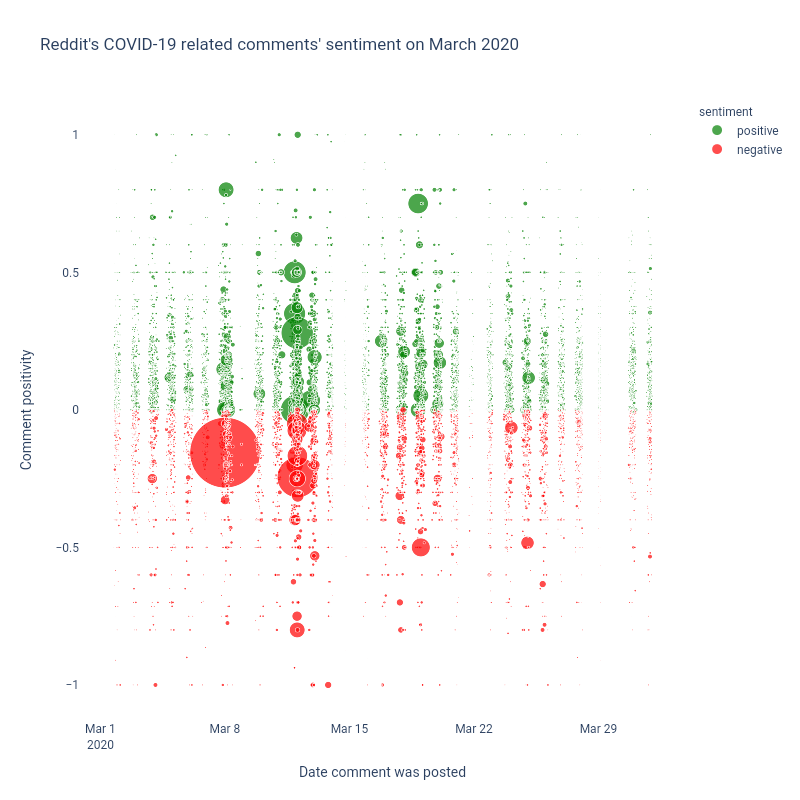 Reddit's COVID-19 related comments' sentiment on March 2020
sentiment
positive
negative
1
0.5
0
−0.5
−1
Comment positivity
Mar 1
2020
Mar 8
Mar 15
Mar 22
Mar 29
Date comment was posted